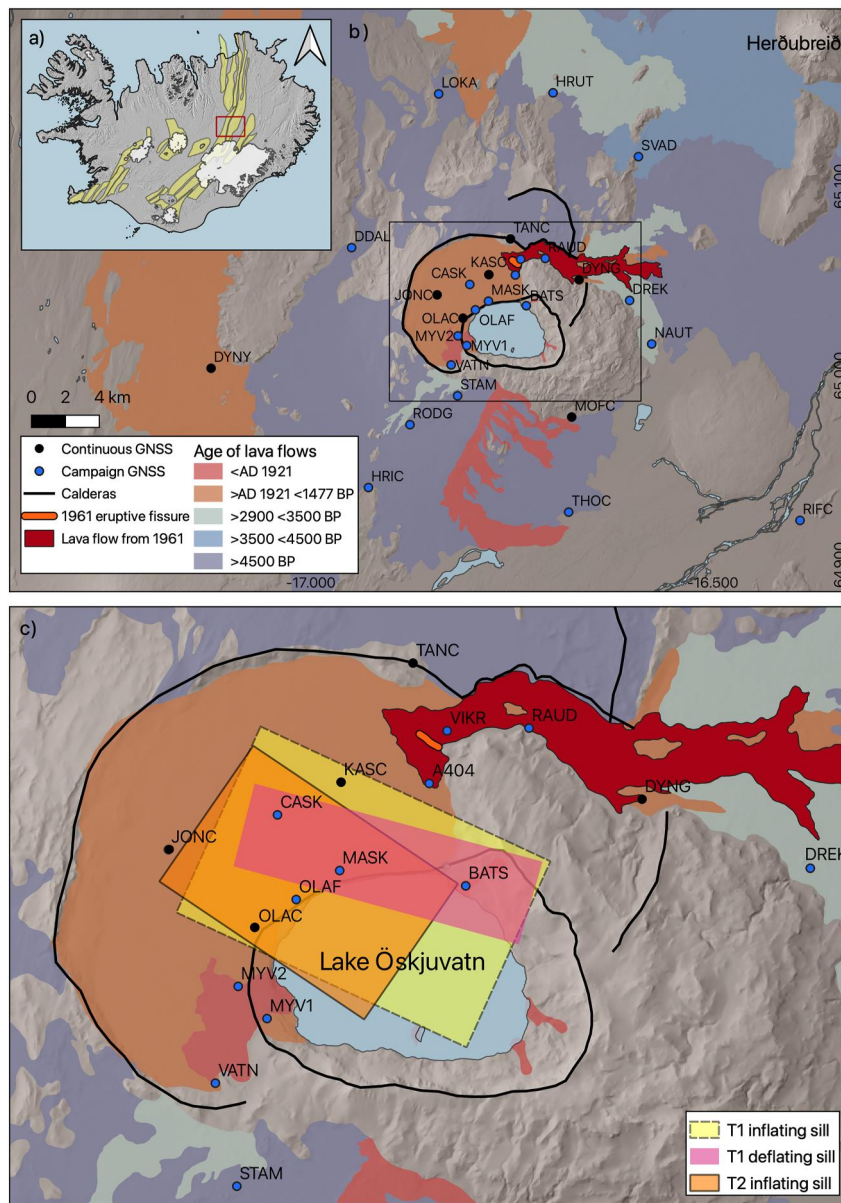 a)
b)
Herðubreið
LOKA
HRUT
SVAD
65.100
TANC
DDAL
RAUD
KASC
CASK
DYNG
JONC
MASK
BATS
DREK
OLAC
OLAF
MYV2
MYV1
NAUT
DYNY
VATN
65.000
STAM
0 2 4 km
MOFC
RODG
Continuous GNSS
Campaign GNSS
Calderas
1961 eruptive fissure
Lava flow from 1961
Age of lava flows
<AD 1921
>AD 1921 <1477 BP
>2900 <3500 BP
>3500 <4500 BP
>4500 BP
HRIC
THOC
RIFC
-17.000
-16.500
64.900
c)
TANC
VIKR
RAUD
KASC
A404
DYNG
CASK
JONC
MASK
DREK
BATS
OLAF
OLAC
Lake Öskjuvatn
MYV2
MYV1
VATN
STAM
T1 inflating sill
T1 deflating sill
T2 inflating sill